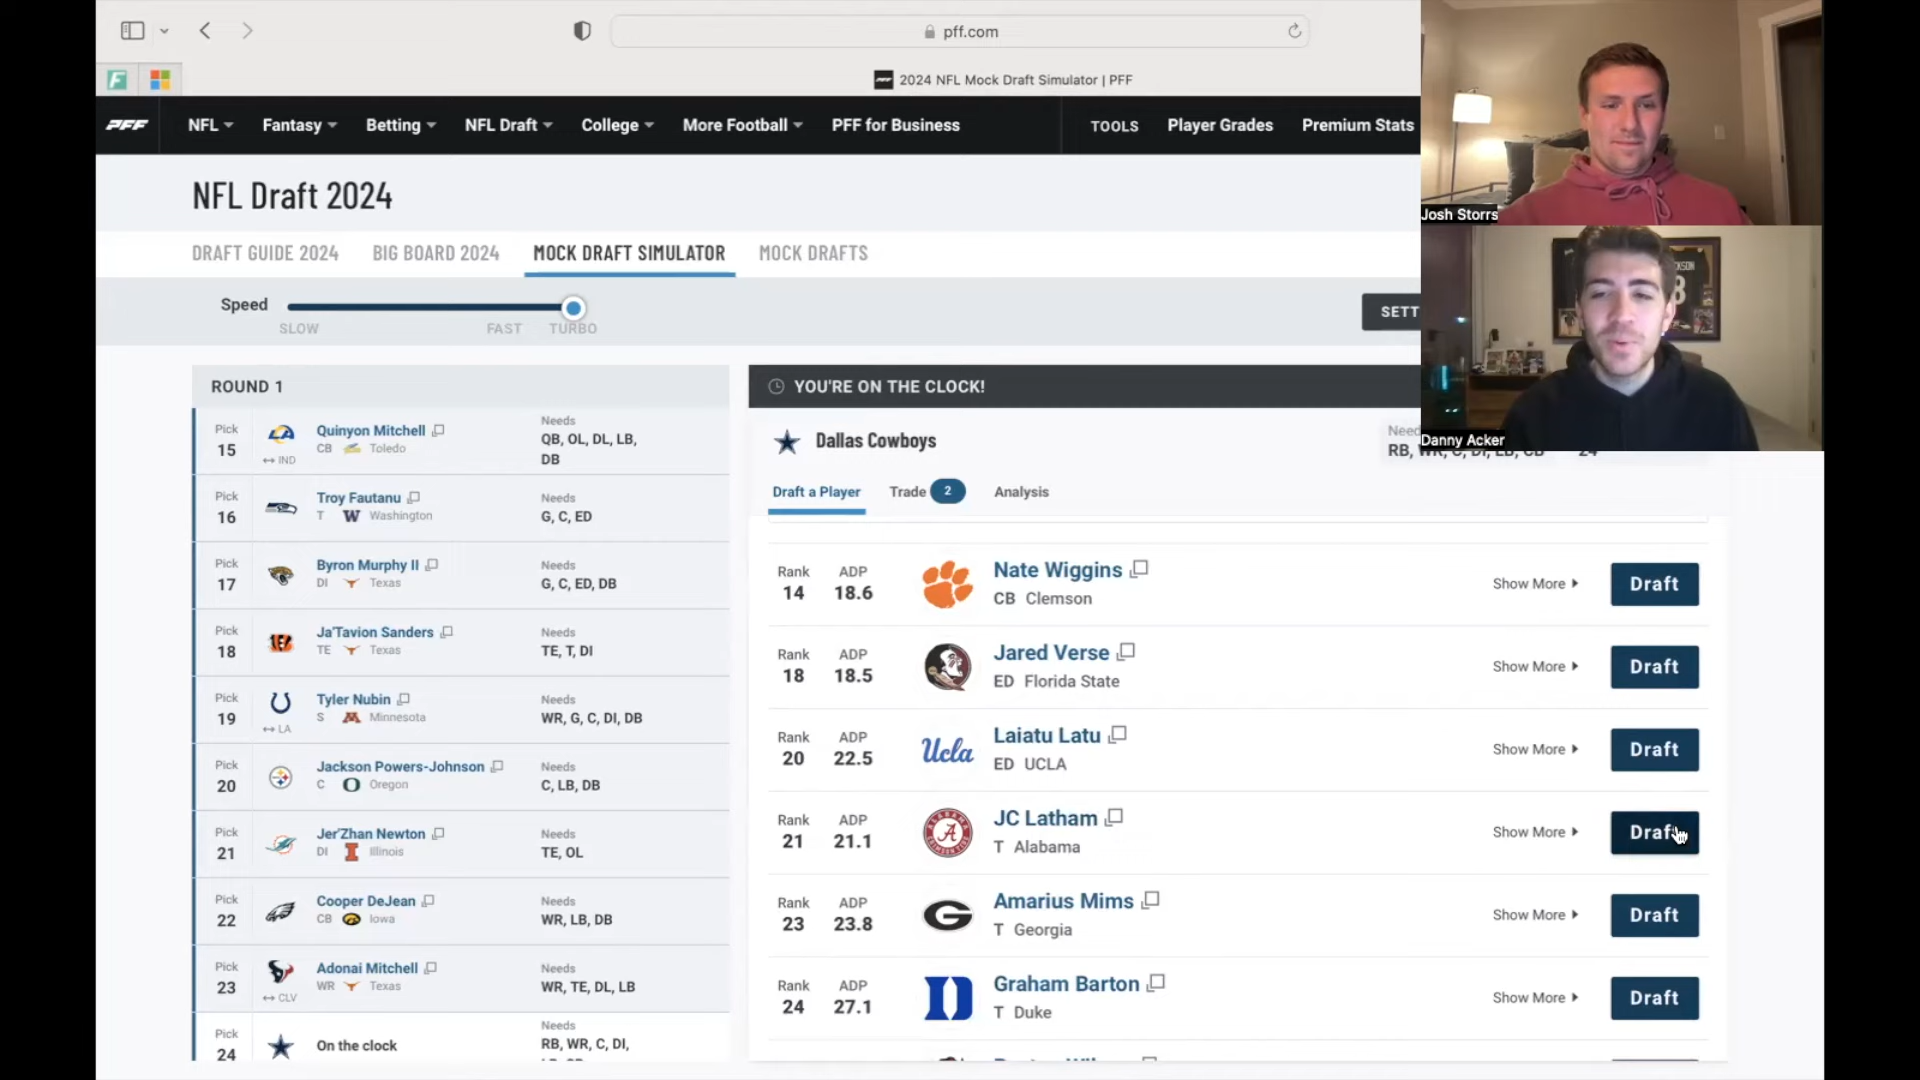 pff.com
2024 NFL Mock Draft Simulator | PFF
PFF NFL Fantasy Betting NFL Draft College More Football PFF for Business TOOLS Player Grades Premium Stats
NFL Draft 2024
DRAFT GUIDE 2024 BIG BOARD 2024 MOCK DRAFT SIMULATOR MOCK DRAFTS
Speed
SLOW FAST TURBO
SETT
Josh Storrs
Danny Acker
ROUND 1
Pick 15
IND
Quinyon Mitchell
CB Toledo
Needs
QB, OL, DL, LB,
DB
Pick 16
Troy Fautanu
T W Washington
Needs
G, C, ED
Pick 17
Byron Murphy II
DI Texas
Needs
G, C, ED, DB
Pick 18
Ja'Tavion Sanders
TE Texas
Needs
TE, T, DI
Pick 19
LA
Tyler Nubin
S M Minnesota
Needs
WR, G, C, DI, DB
Pick 20
Jackson Powers-Johnson
C O Oregon
Needs
C, LB, DB
Pick 21
Jer'Zhan Newton
DI I Illinois
Needs
TE, OL
Pick 22
Cooper DeJean
CB Iowa
Needs
WR, LB, DB
Pick 23
CLV
Adonai Mitchell
WR Texas
Needs
WR, TE, DL, LB
Pick 24
On the clock
Needs
RB, WR, C, DI,
YOU'RE ON THE CLOCK!
Dallas Cowboys
Draft a Player Trade 2 Analysis
Rank 14 ADP 18.6
Nate Wiggins
CB Clemson
Show More Draft
Rank 18 ADP 18.5
Jared Verse
ED Florida State
Show More Draft
Rank 20 ADP 22.5
Ucla
Laiatu Latu
ED UCLA
Show More Draft
Rank 21 ADP 21.1
A
JC Latham
T Alabama
Show More Draft
Rank 23 ADP 23.8
G
Amarius Mims
T Georgia
Show More Draft
Rank 24 ADP 27.1
D
Graham Barton
T Duke
Show More Draft